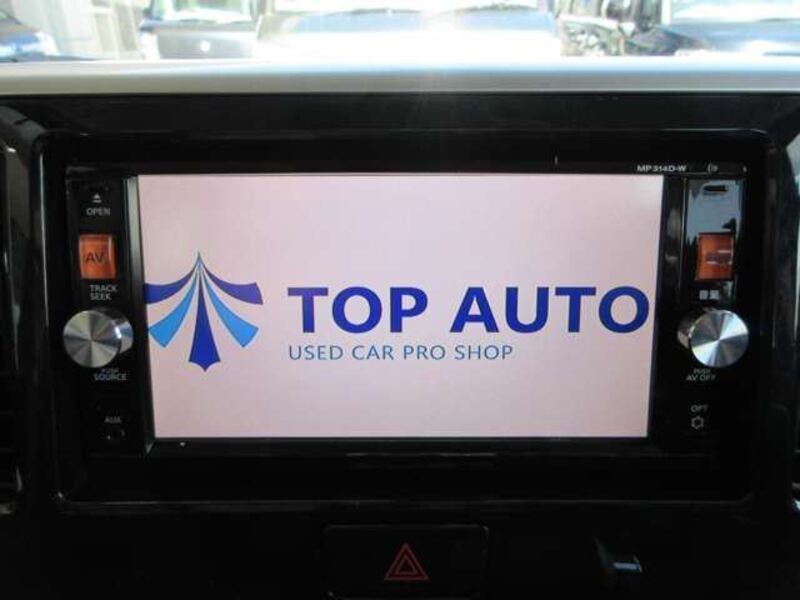 MP314D-W
OPEN
AV
TRACK
SEEK
TOP AUTO
USED CAR PRO SHOP
PUSH
SOURCE
PUSH
AV OFF
AUX
OPT